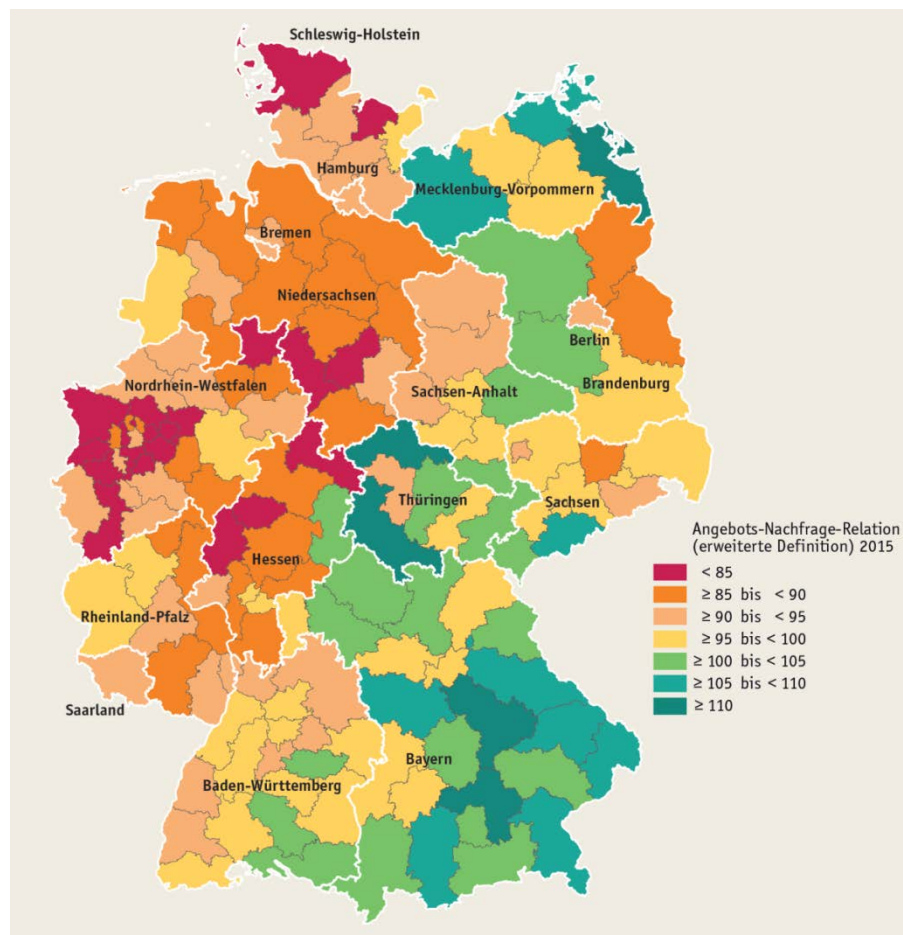 Schleswig-Holstein
Hamburg
Mecklenburg-Vorpommern
Bremen
Niedersachsen
Berlin
Nordrhein-Westfalen
Sachsen-Anhalt
Brandenburg
Thüringen
Sachsen
Hessen
Rheinland-Pfalz
Saarland
Bayern
Baden-Württemberg
Angebots-Nachfrage-Relation
(erweiterte Definition) 2015
< 85
≥ 85 bis < 90
≥ 90 bis < 95
≥ 95 bis < 100
≥ 100 bis < 105
≥ 105 bis < 110
≥ 110